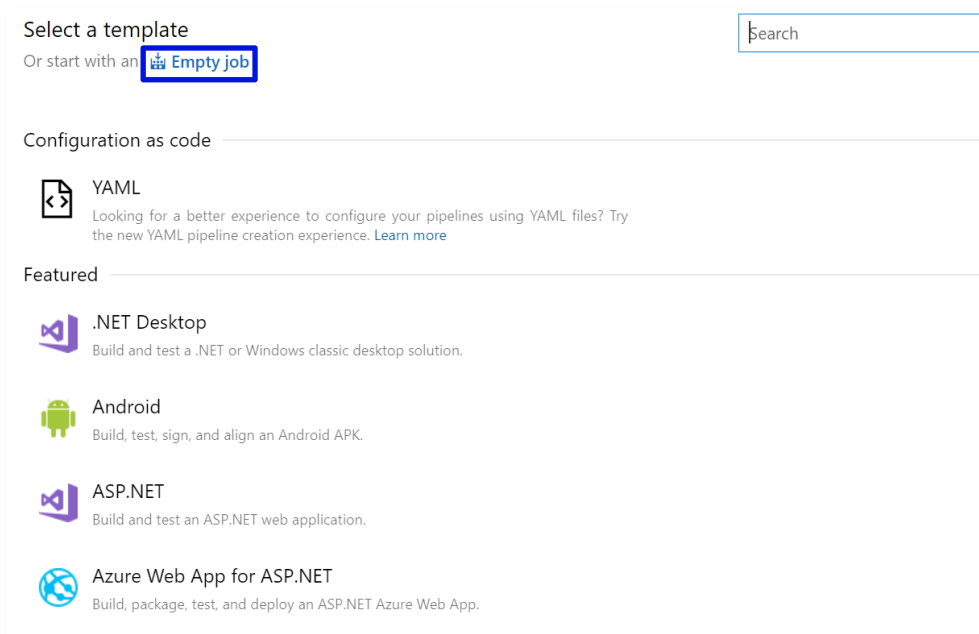 Select a template
Search
Or start with an Empty job
Configuration as code
YAML
Looking for a better experience to configure your pipelines using YAML files? Try
the new YAML pipeline creation experience. Learn more
Featured
.NET Desktop
Build and test a .NET or Windows classic desktop solution.
Android
Build, test, sign, and align an Android APK.
ASP.NET
Build and test an ASP.NET web application.
Azure Web App for ASP.NET
Build, package, test, and deploy an ASP.NET Azure Web App.